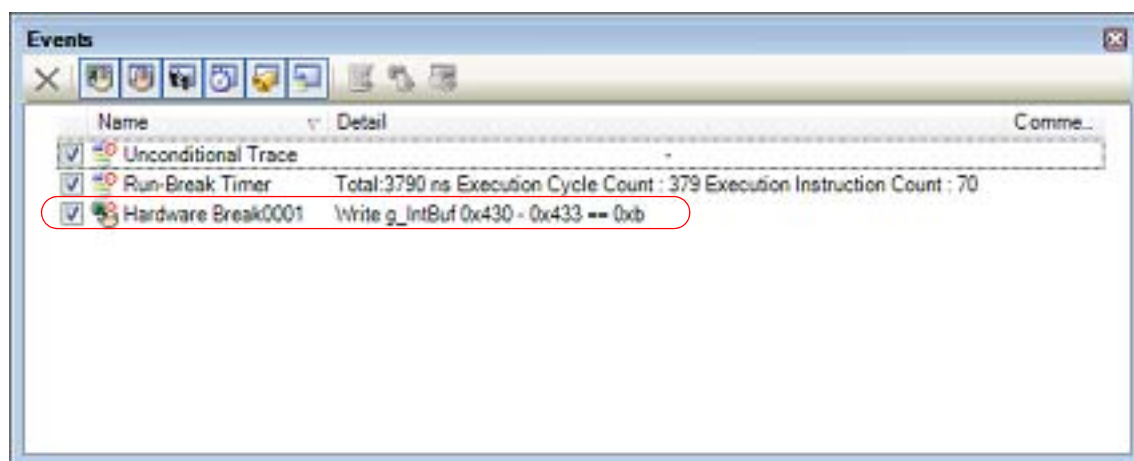 Events
Name Detail Comme...
Unconditional Trace -
Run-Break Timer Total:3790 ns Execution Cycle Count : 379 Execution Instruction Count : 70
Hardware Break0001 Write g_IntBuf 0x430 - 0x433 == 0xb